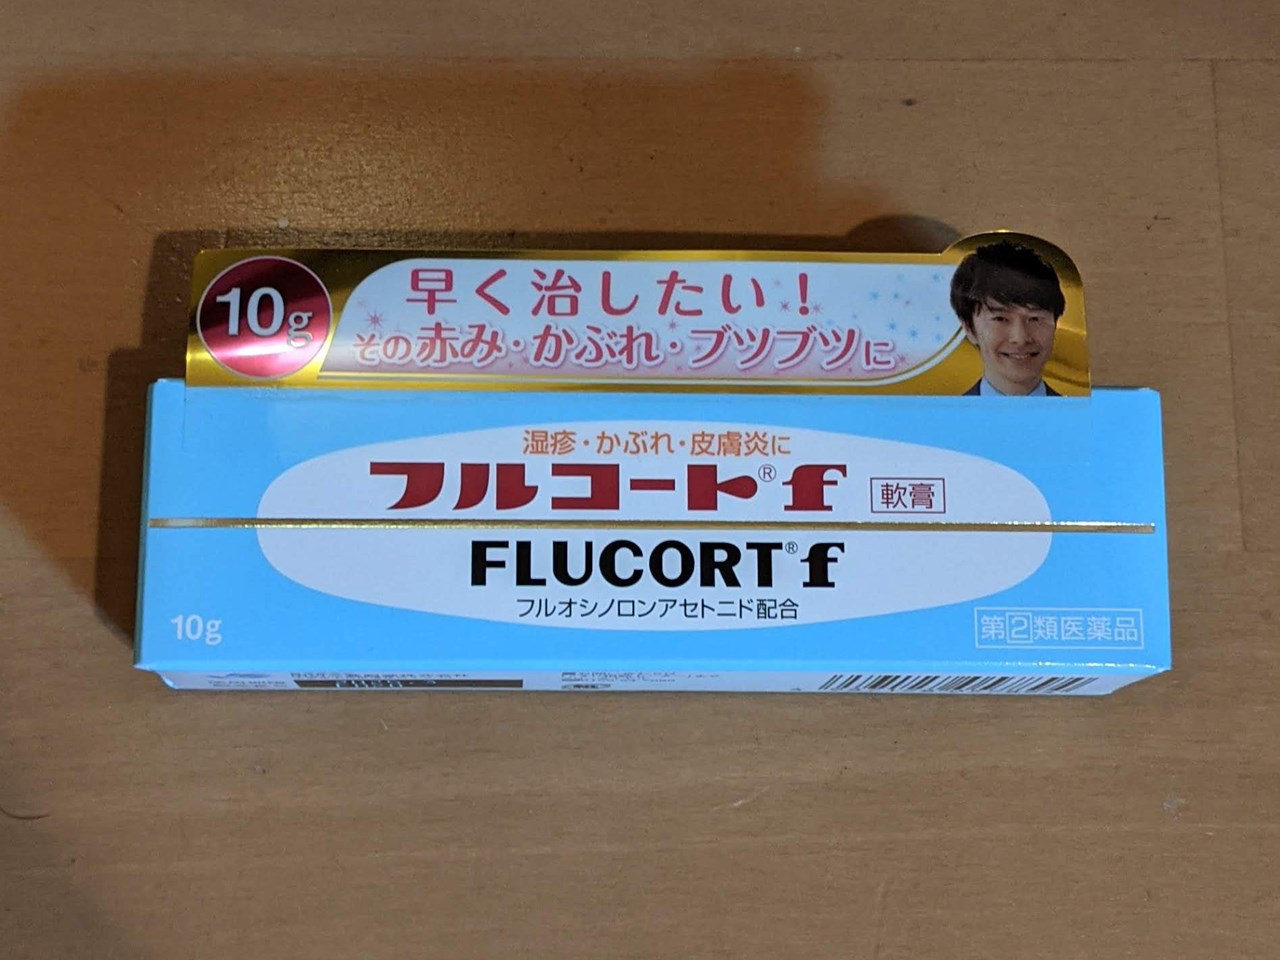 10g
早く治したい！
その赤み・かぶれ・ブツブツに
湿疹・かぶれ・皮膚炎に
フルコート®f 軟膏
FLUCORT®f
フルオシノロンアセトニド配合
10g
第②類医薬品